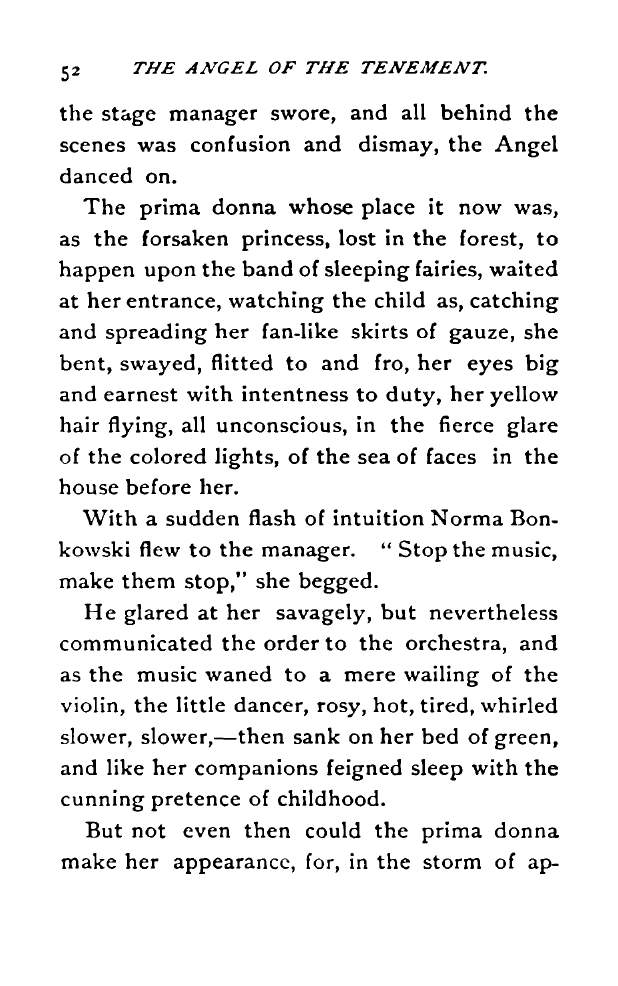 52 THE ANGEL OF THE TENEMENT.
the stage manager swore, and all behind the
scenes was confusion and dismay, the Angel
danced on.
The prima donna whose place it now was,
as the forsaken princess, lost in the forest, to
happen upon the band of sleeping fairies, waited
at her entrance, watching the child as, catching
and spreading her fan-like skirts of gauze, she
bent, swayed, flitted to and fro, her eyes big
and earnest with intentness to duty, her yellow
hair flying, all unconscious, in the fierce glare
of the colored lights, of the sea of faces in the
house before her.
With a sudden flash of intuition Norma Bon-
kowski flew to the manager. “ Stop the music,
make them stop,” she begged.
He glared at her savagely, but nevertheless
communicated the order to the orchestra, and
as the music waned to a mere wailing of the
violin, the little dancer, rosy, hot, tired, whirled
slower, slower,—then sank on her bed of green,
and like her companions feigned sleep with the
cunning pretence of childhood.
But not even then could the prima donna
make her appearance, for, in the storm of ap-